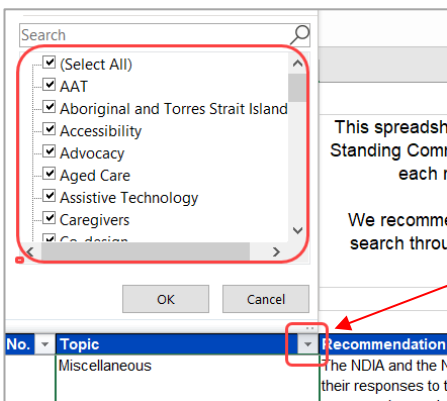 Search
(Select All)
AAT
Aboriginal and Torres Strait Island
Accessibility
Advocacy
Aged Care
Assistive Technology
Caregivers
Co-design
OK Cancel
This spreadsh
Standing Comm
each r
We recomme
search throu
No. Topic Recommendation
Miscellaneous The NDIA and the N
their responses to t